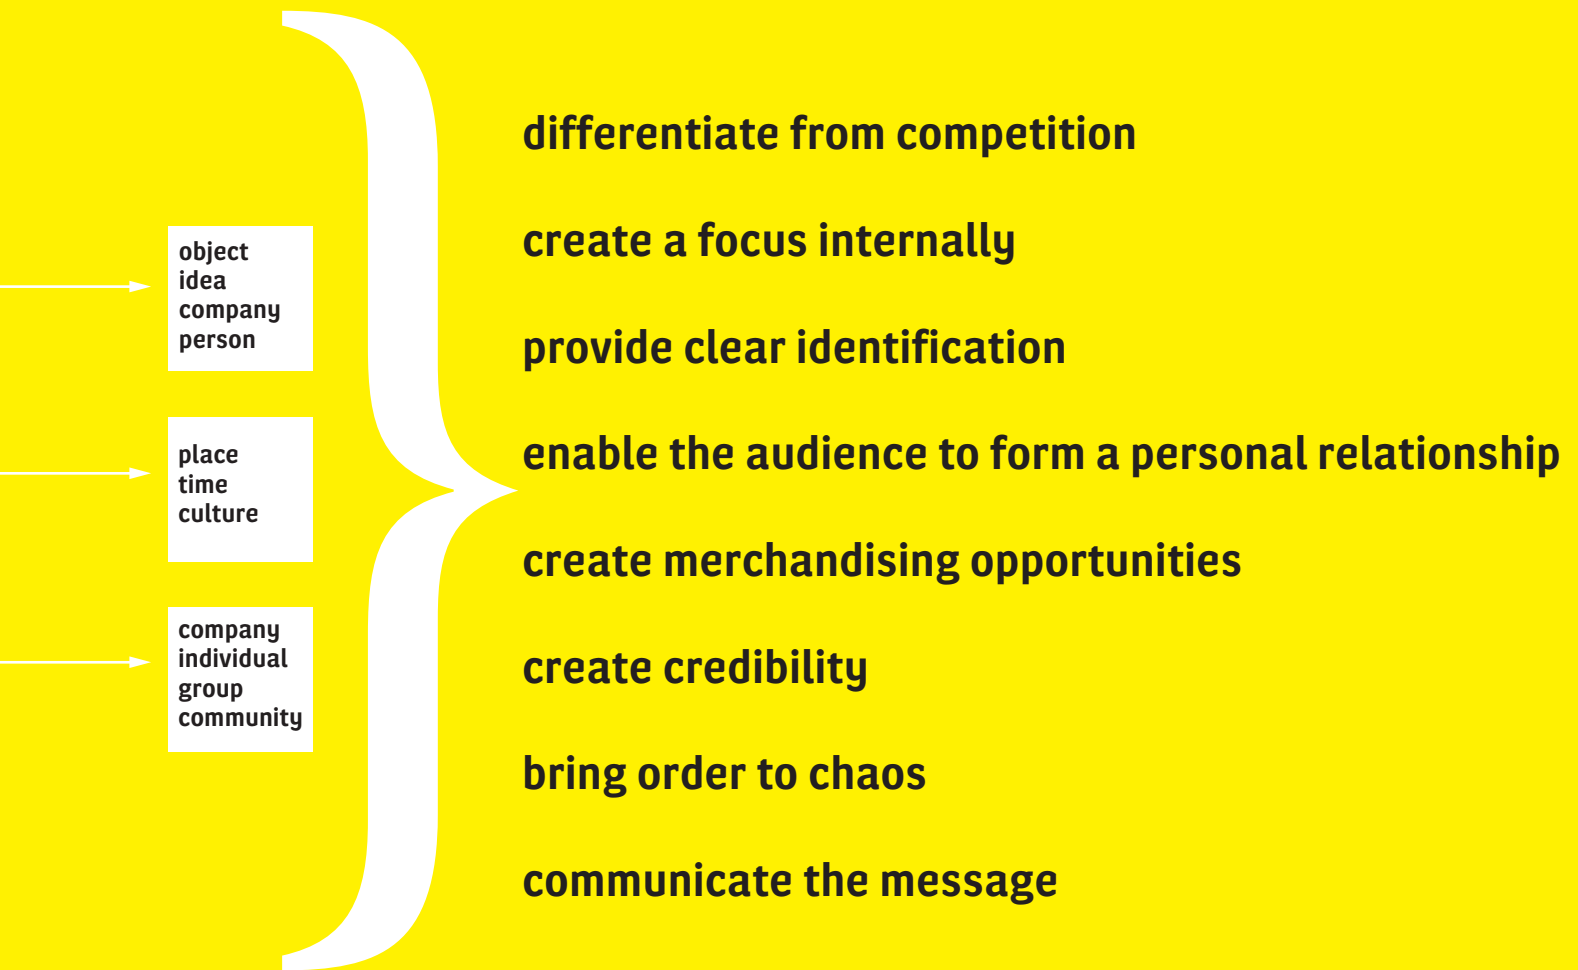 object
idea
company
person
place
time
culture
company
individual
group
community
differentiate from competition
create a focus internally
provide clear identification
enable the audience to form a personal relationship
create merchandising opportunities
create credibility
bring order to chaos
communicate the message